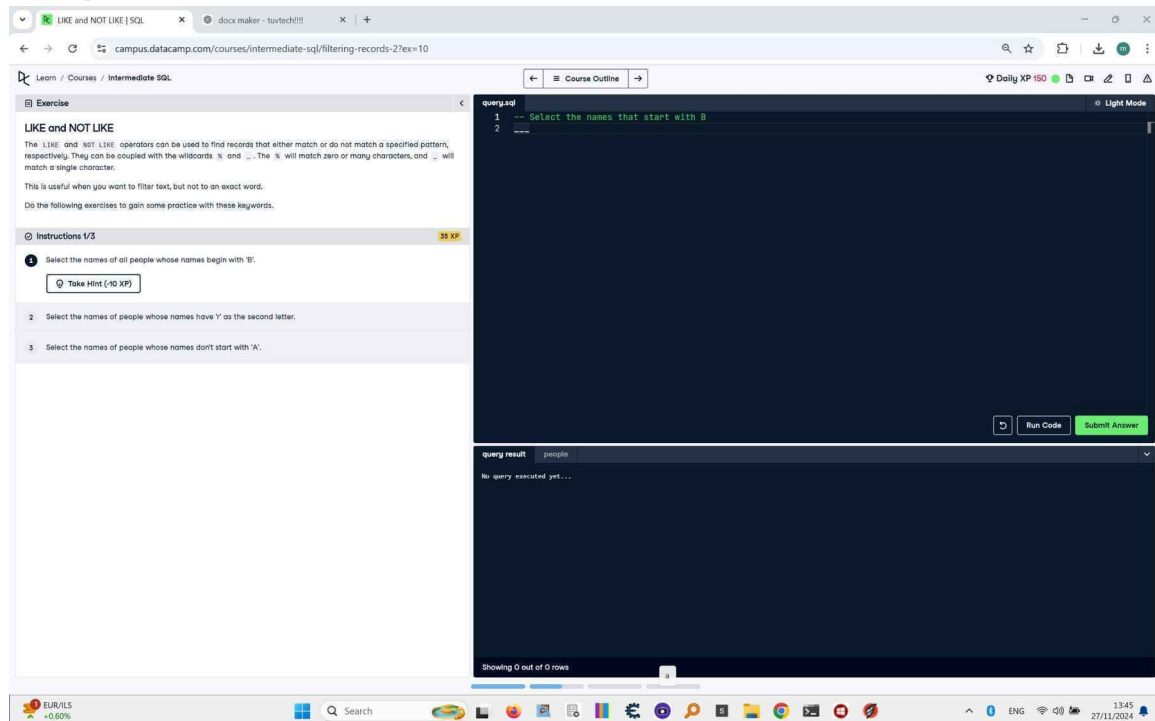 LIKE and NOT LIKE | SQL
docx maker - tuvtech!!!!
campus.datacamp.com/courses/intermediate-sql/filtering-records-2?ex=10
m
Learn / Courses / Intermediate SQL
Course Outline
Daily XP 150
Exercise
LIKE and NOT LIKE
The LIKE and NOT LIKE operators can be used to find records that either match or do not match a specified pattern,
respectively. They can be coupled with the wildcards % and _. The % will match zero or many characters, and _ will
match a single character.
This is useful when you want to filter text, but not to an exact word.
Do the following exercises to gain some practice with these keywords.
Instructions 1/3
35 XP
1 Select the names of all people whose names begin with 'B'.
Take Hint (-10 XP)
2 Select the names of people whose names have 'r' as the second letter.
3 Select the names of people whose names don't start with 'A'.
query.sql
Light Mode
1 -- Select the names that start with B
2 ___
Run Code
Submit Answer
query result
people
No query executed yet...
Showing 0 out of 0 rows
a
1
EUR/ILS
+0.60%
Search
S
ENG
13:45
27/11/2024